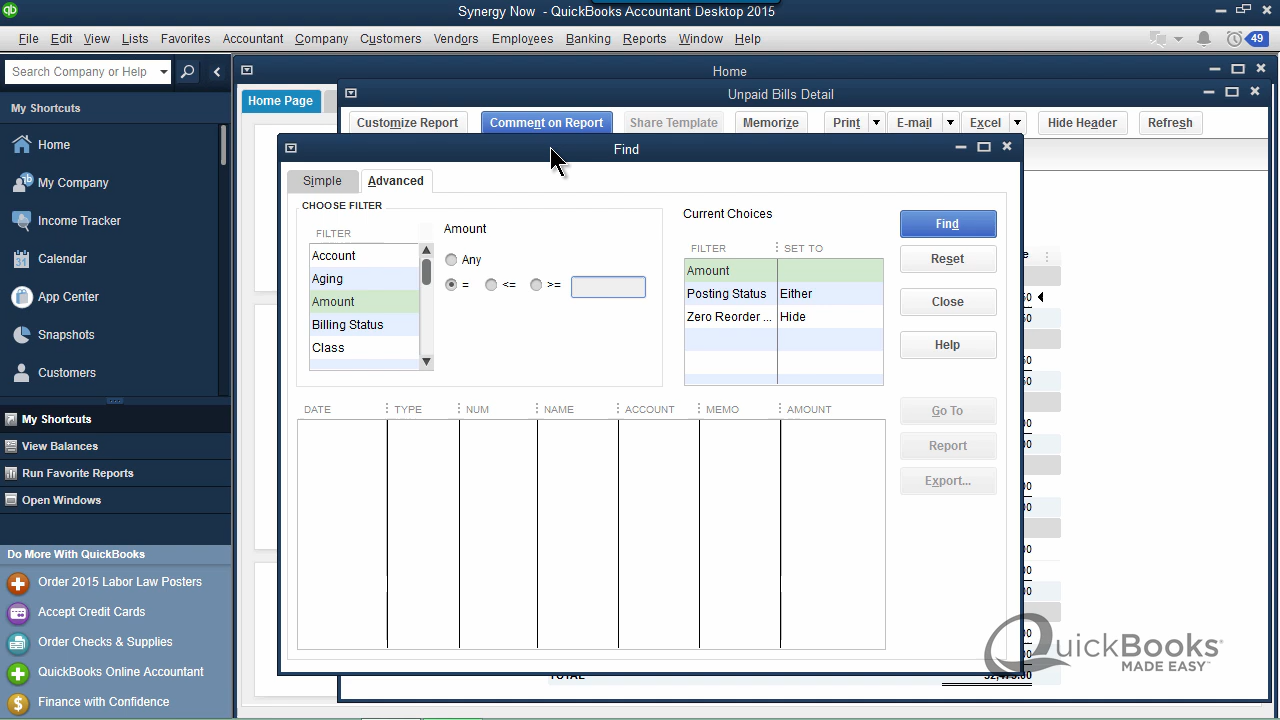 Synergy Now - QuickBooks Accountant Desktop 2015
File Edit View Lists Favorites Accountant Company Customers Vendors Employees Banking Reports Window Help
49
Search Company or Help
My Shortcuts
Home
My Company
Income Tracker
Calendar
App Center
Snapshots
Customers
My Shortcuts
View Balances
Run Favorite Reports
Open Windows
Do More With QuickBooks
Order 2015 Labor Law Posters
Accept Credit Cards
Order Checks & Supplies
QuickBooks Online Accountant
Finance with Confidence
Home
Home Page
Unpaid Bills Detail
Customize Report Comment on Report Share Template Memorize Print E-mail Excel Hide Header Refresh
Find
Simple Advanced
CHOOSE FILTER
FILTER
Account
Aging
Amount
Billing Status
Class
Amount
Any
= <= >=
Current Choices
FILTER SET TO
Amount
Posting Status Either
Zero Reorder ... Hide
Find
Reset
Close
Help
Go To
Report
Export...
DATE TYPE NUM NAME ACCOUNT MEMO AMOUNT
TOTAL
QuickBooks
MADE EASY™